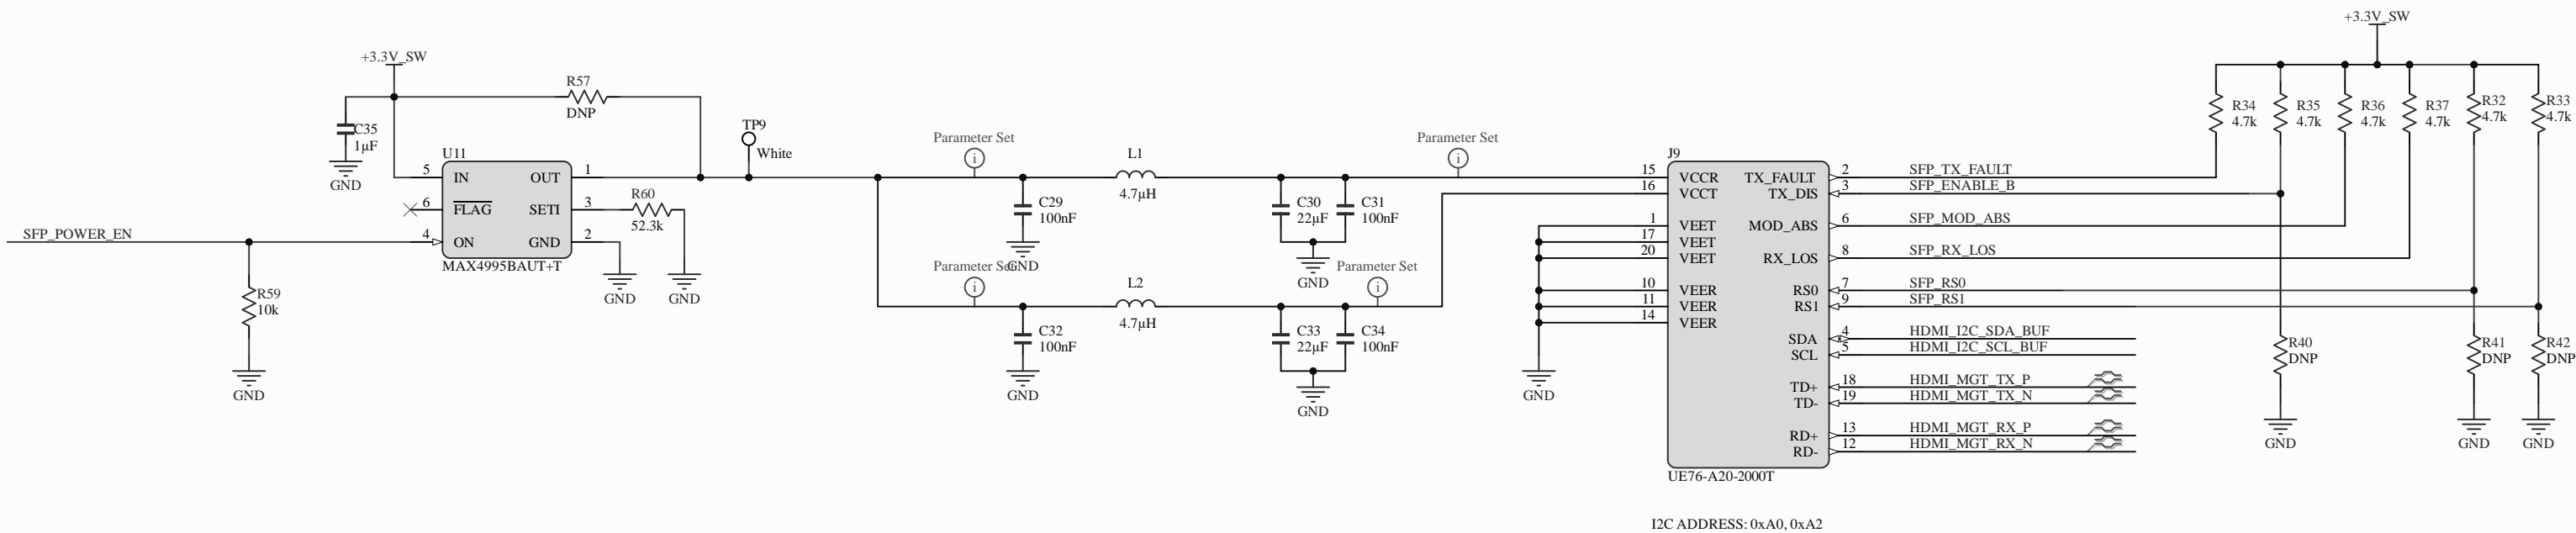 +3.3V_SW
R57
DNP
C35
1µF
GND
U11
5 IN OUT 1
6 FLAG SETI 3
4 ON GND 2
MAX4995BAUT+T
SFP_POWER_EN
R59
10k
GND
R60
52.3k
GND
GND
TP9
White
Parameter Set
i
L1
4.7µH
Parameter Set
i
C29
100nF
GND
C30
22µF
C31
100nF
GND
Parameter Set
i
L2
4.7µH
Parameter Set
i
C32
100nF
GND
C33
22µF
C34
100nF
GND
J9
15 VCCR TX_FAULT 2 SFP_TX_FAULT
16 VCCT TX_DIS 3 SFP_ENABLE_B
1 VEET MOD_ABS 6 SFP_MOD_ABS
17 VEET
20 VEET RX_LOS 8 SFP_RX_LOS
10 VEER RS0 7 SFP_RS0
11 VEER RS1 9 SFP_RS1
14 VEER
SDA 4 HDMI_I2C_SDA_BUF
SCL 5 HDMI_I2C_SCL_BUF
TD+ 18 HDMI_MGT_TX_P
TD- 19 HDMI_MGT_TX_N
RD+ 13 HDMI_MGT_RX_P
RD- 12 HDMI_MGT_RX_N
UE76-A20-2000T
GND
I2C ADDRESS: 0xA0, 0xA2
+3.3V_SW
R34
4.7k
R35
4.7k
R36
4.7k
R37
4.7k
R32
4.7k
R33
4.7k
R40
DNP
GND
R41
DNP
GND
R42
DNP
GND